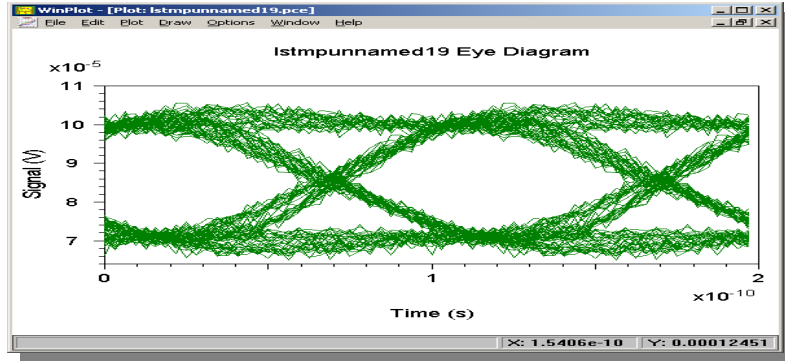 WinPlot - [Plot: lstmpunnamed19.pce]
File Edit Plot Draw Options Window Help
lstmpunnamed19 Eye Diagram
x10-5
11
10
9
8
7
Signal (V)
0 1 2
x10-10
Time (s)
X: 1.5406e-10 Y: 0.00012451